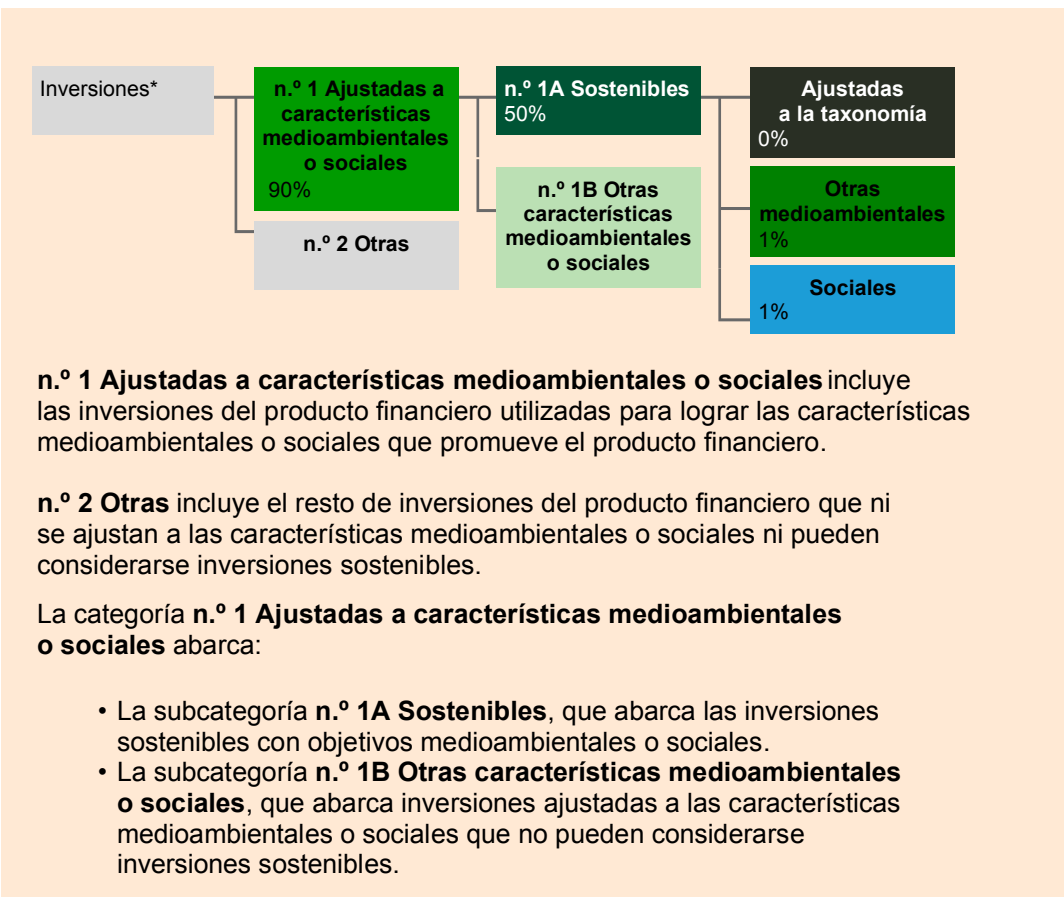 Inversiones*
n.º 1 Ajustadas a
características
medioambientales
o sociales
90%
n.º 2 Otras
n.º 1A Sostenibles
50%
n.º 1B Otras
características
medioambientales
o sociales
Ajustadas
a la taxonomía
0%
Otras
medioambientales
1%
Sociales
1%
n.º 1 Ajustadas a características medioambientales o sociales incluye
las inversiones del producto financiero utilizadas para lograr las características
medioambientales o sociales que promueve el producto financiero.
n.º 2 Otras incluye el resto de inversiones del producto financiero que ni
se ajustan a las características medioambientales o sociales ni pueden
considerarse inversiones sostenibles.
La categoría n.º 1 Ajustadas a características medioambientales
o sociales abarca:
• La subcategoría n.º 1A Sostenibles, que abarca las inversiones
sostenibles con objetivos medioambientales o sociales.
• La subcategoría n.º 1B Otras características medioambientales
o sociales, que abarca inversiones ajustadas a las características
medioambientales o sociales que no pueden considerarse
inversiones sostenibles.